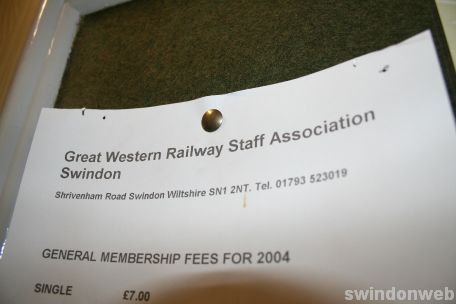 Great Western Railway Staff Association
Swindon
Shrivenham Road Swindon Wiltshire SN1 2NT. Tel. 01793 523019
GENERAL MEMBERSHIP FEES FOR 2004
SINGLE £7.00
swindonweb